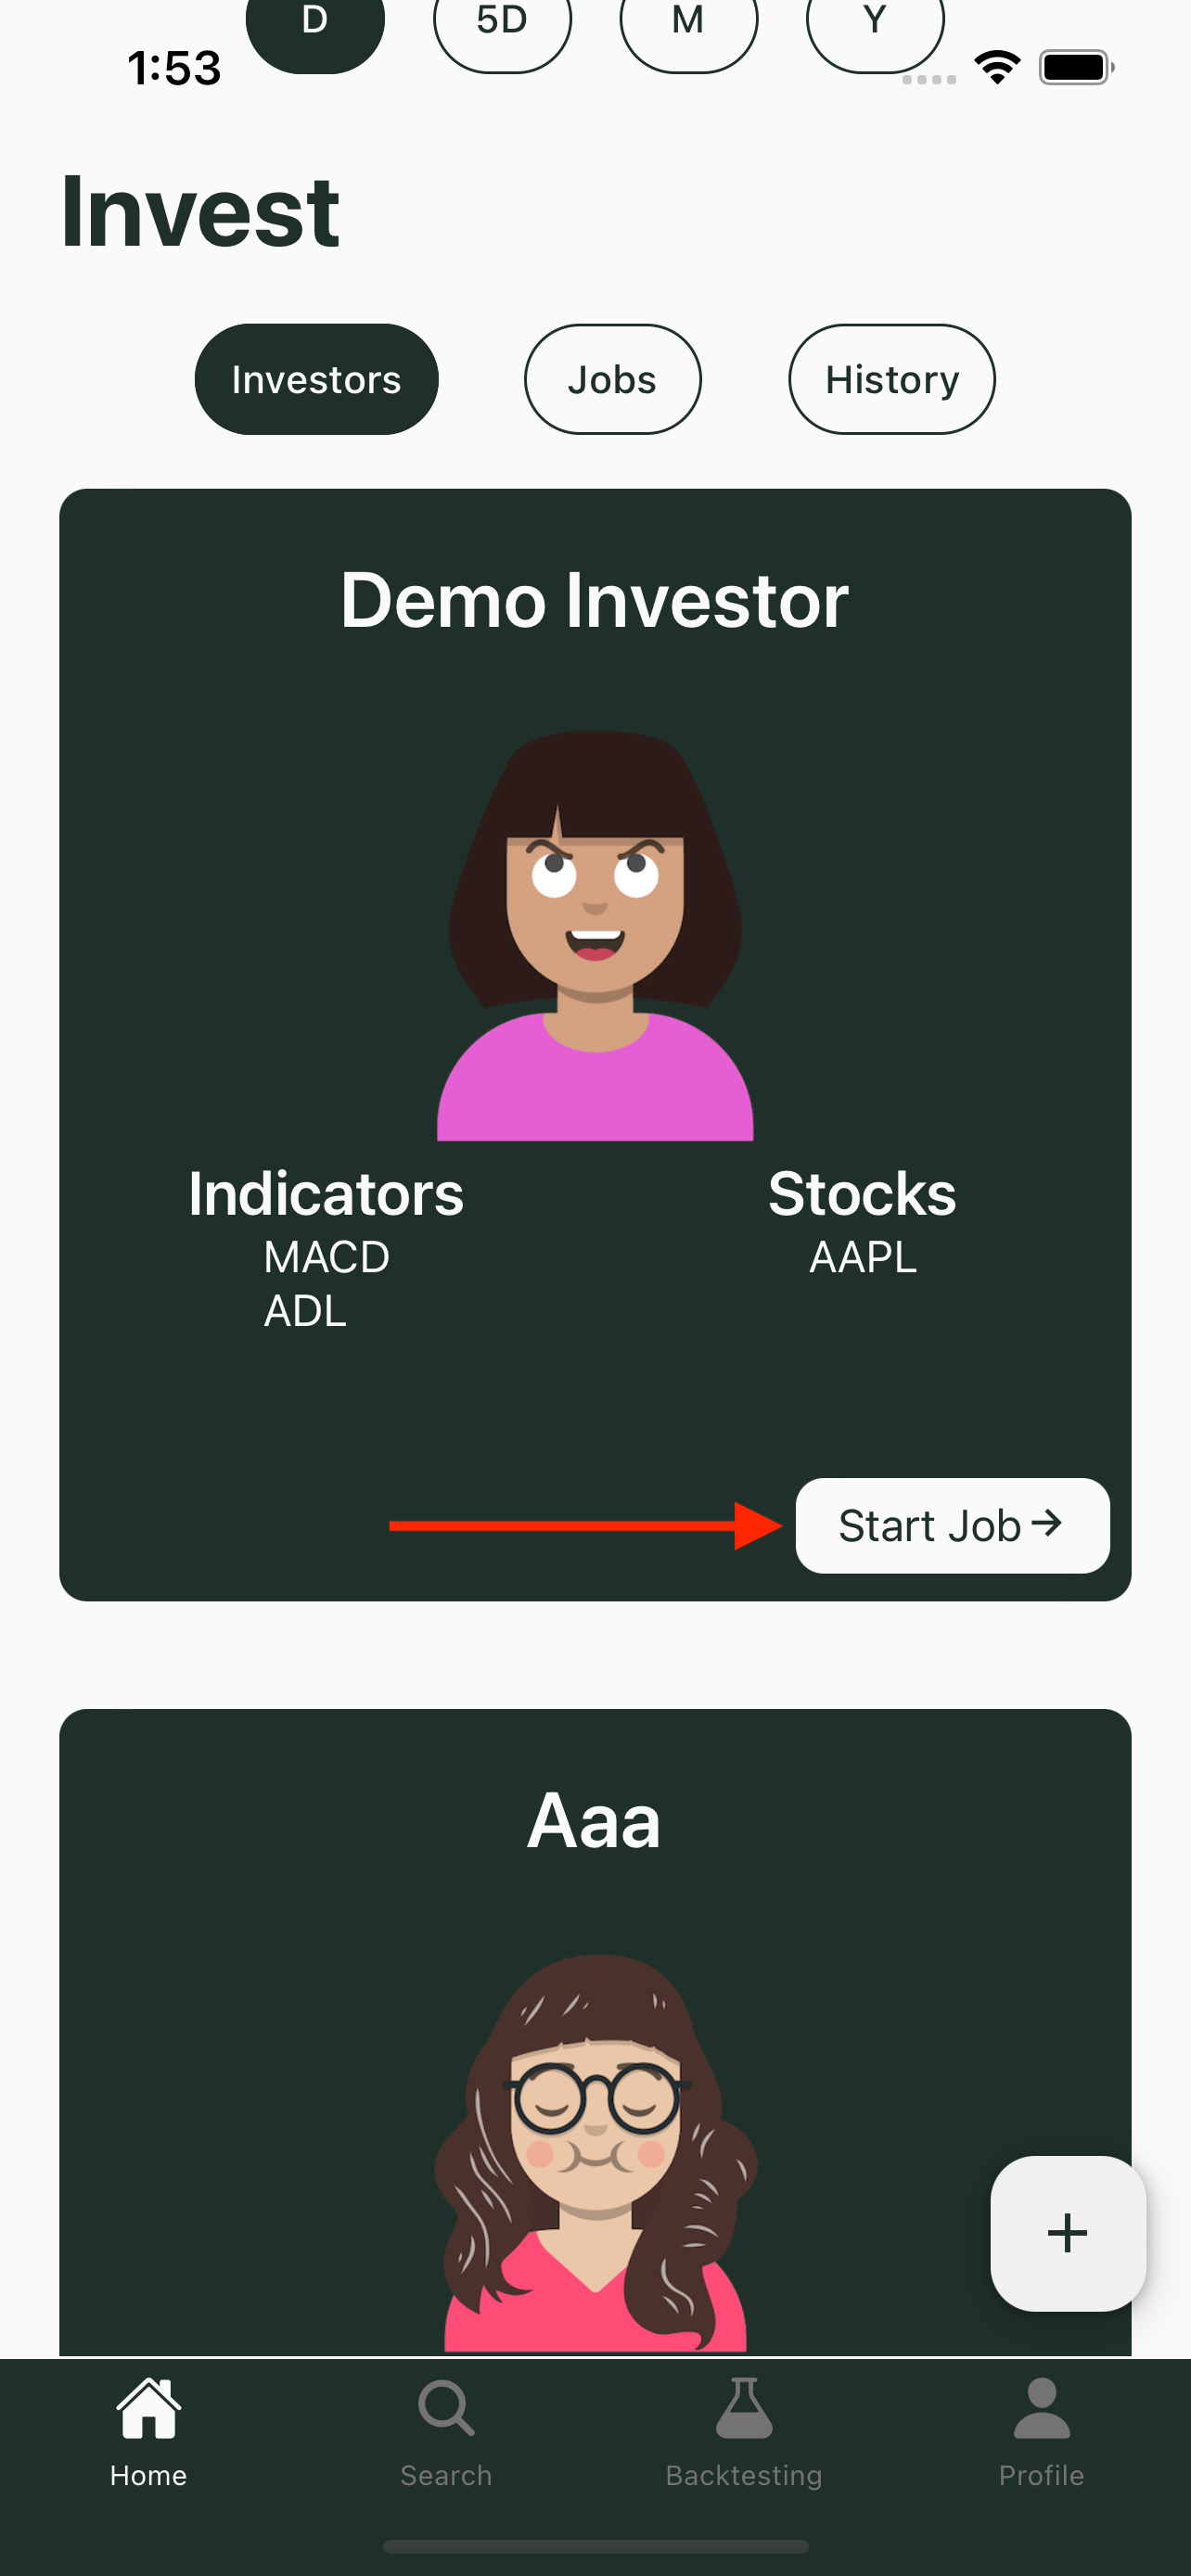 D 5D M Y
1:53
Invest
Investors Jobs History
Demo Investor
Indicators Stocks
MACD AAPL
ADL
Start Job
Aaa
Home Search Backtesting Profile